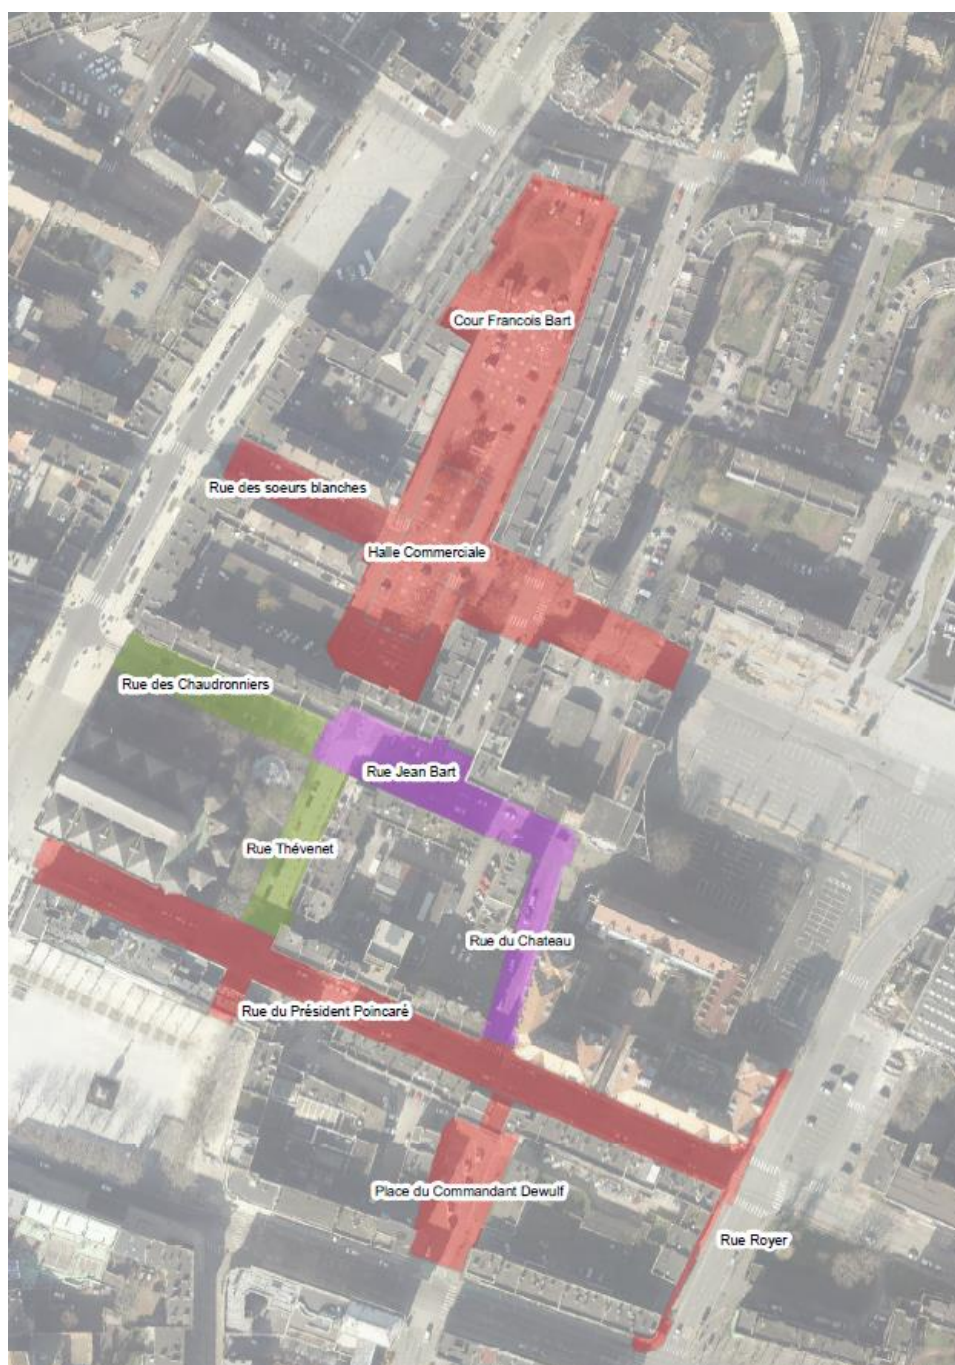 Cour Francois Bart
Rue des soeurs blanches
Halle Commerciale
Rue des Chaudronniers
Rue Jean Bart
Rue Thévenet
Rue du Chateau
Rue du Président Poincaré
Place du Commandant Dewulf
Rue Royer